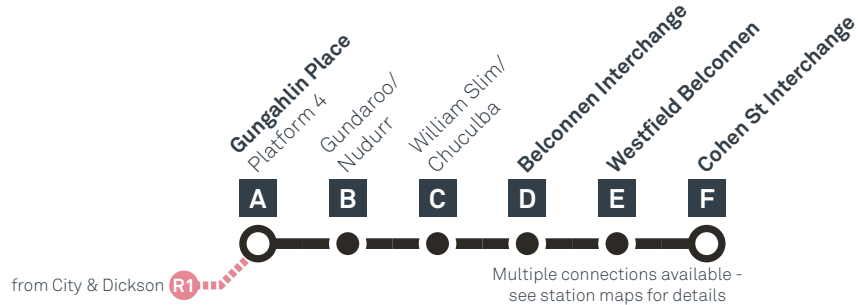 Gungahlin Place
Platform 4
Gundaroo/
Nudurr
William Slim/
Chuculba
Belconnen Interchange
Westfield Belconnen
Cohen St Interchange
A
B
C
D
E
F
from City & Dickson R1
Multiple connections available -
see station maps for details